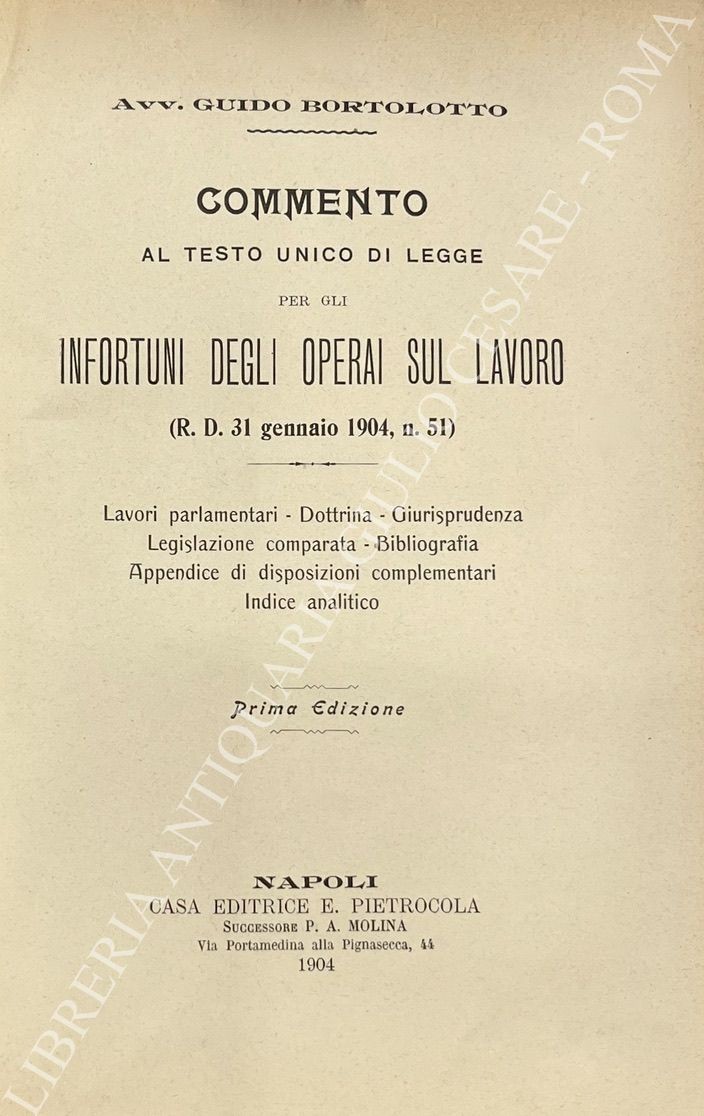 Avv. GUIDO BORTOLOTTO
COMMENTO
AL TESTO UNICO DI LEGGE
PER GLI
INFORTUNI DEGLI OPERAI SUL LAVORO
(R. D. 31 gennaio 1904, n. 51)
Lavori parlamentari - Dottrina - Giurisprudenza
Legislazione comparata - Bibliografia
Appendice di disposizioni complementari
Indice analitico
Prima Edizione
NAPOLI
CASA EDITRICE E. PIETROCOLA
Successore P. A. MOLINA
Via Portamedina alla Pignasecca, 44
1904
LIBRERIA ANTIQUARIA GIULIO CESARE - ROMA